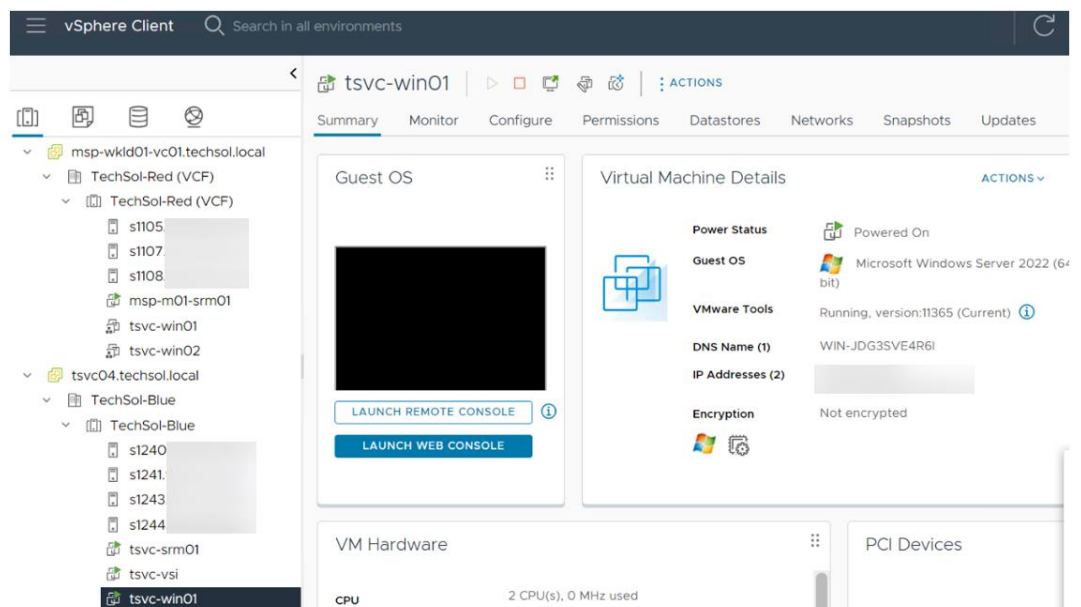 vSphere Client
Search in all environments
tsvc-win01
ACTIONS
Summary Monitor Configure Permissions Datastores Networks Snapshots Updates
msp-wkld01-vc01.techsol.local
TechSol-Red (VCF)
TechSol-Red (VCF)
s1105.
s1107.
s1108.
msp-m01-srm01
tsvc-win01
tsvc-win02
tsvc04.techsol.local
TechSol-Blue
TechSol-Blue
s1240
s1241.
s1243
s1244
tsvc-srm01
tsvc-vsi
tsvc-win01
Guest OS
LAUNCH REMOTE CONSOLE
LAUNCH WEB CONSOLE
Virtual Machine Details
ACTIONS
Power Status Powered On
Guest OS Microsoft Windows Server 2022 (64
bit)
VMware Tools Running, version:11365 (Current)
DNS Name (1) WIN-JDG3SVE4R6I
IP Addresses (2)
Encryption Not encrypted
VM Hardware
CPU 2 CPU(s), 0 MHz used
PCI Devices